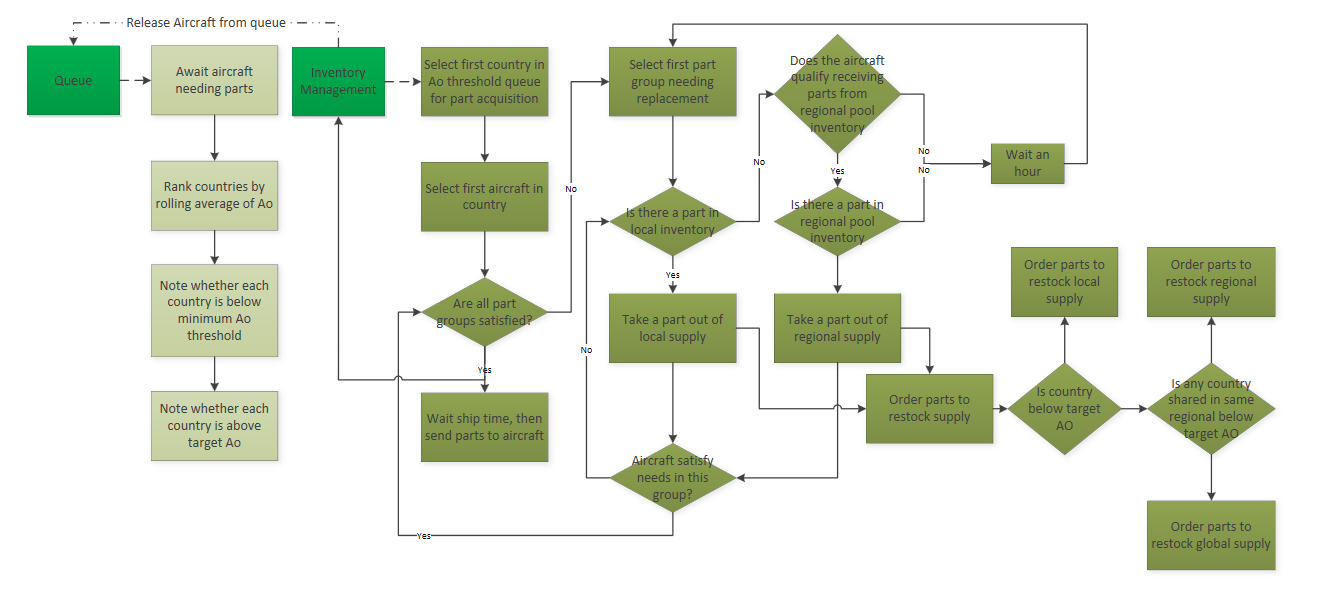 Release Aircraft from queue
Queue
Await aircraft
needing parts
Rank countries by
rolling average of Ao
Note whether each
country is below
minimum Ao
threshold
Note whether each
country is above
target Ao
Inventory
Management
Select first country in
Ao threshold queue
for part acquisition
Select first aircraft in
country
Are all part
groups satisfied?
No
Yes
Wait ship time, then
send parts to aircraft
Select first part
group needing
replacement
Is there a part in
local inventory
No
Yes
Take a part out of
local supply
No
Aircraft satisfy
needs in this
group?
Yes
Does the aircraft
qualify receiving
parts from
regional pool
inventory
No
Yes
No
Is there a part in
regional pool
inventory
Take a part out of
regional supply
Wait an
hour
Order parts to
restock supply
Order parts to
restock local
supply
Is country
below target
AO
Order parts to
restock regional
supply
Is any country
shared in same
regional below
target AO
Order parts to
restock global supply